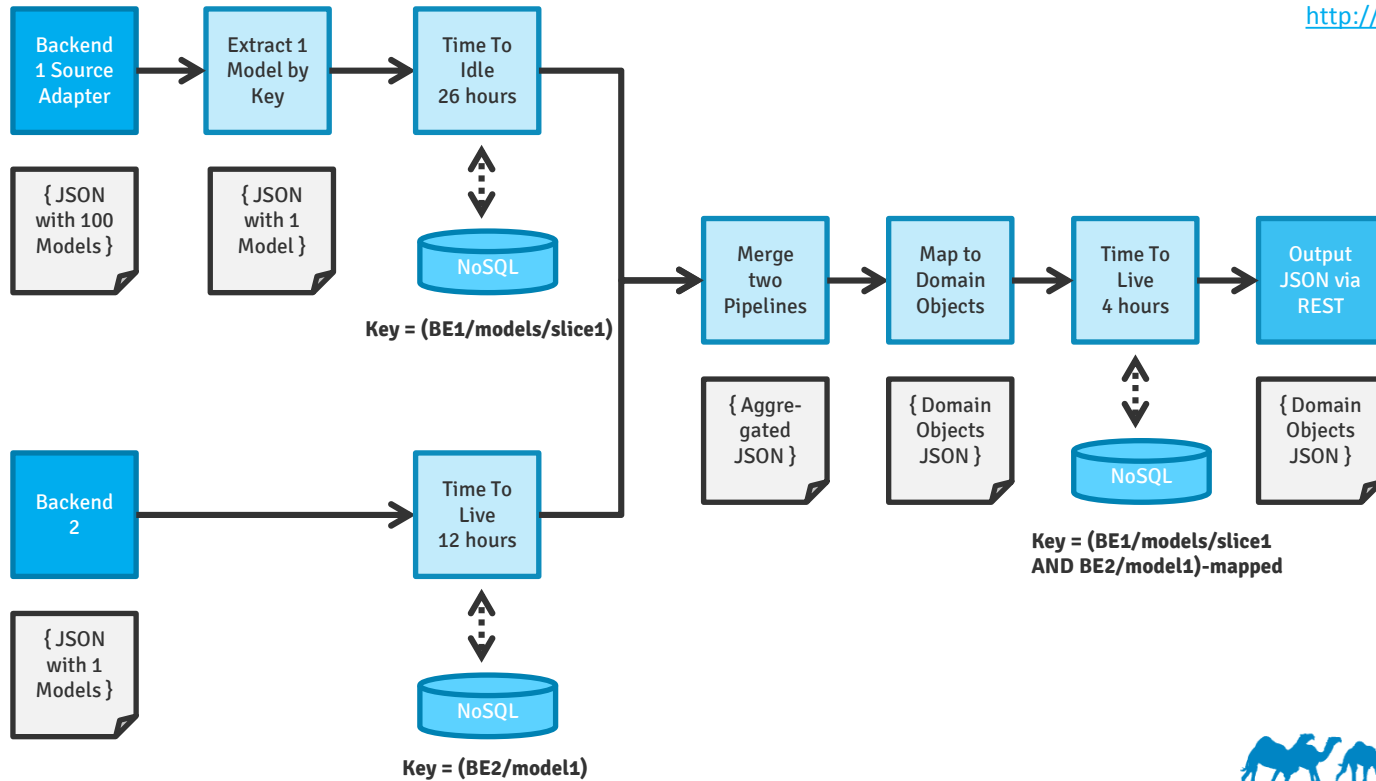 http://
Backend
1 Source
Adapter
Extract 1
Model by
Key
Time To
Idle
26 hours
{ JSON
with 100
Models }
{ JSON
with 1
Model }
NoSQL
Key = (BE1/models/slice1)
Merge
two
Pipelines
Map to
Domain
Objects
Time To
Live
4 hours
Output
JSON via
REST
{ Aggre-
gated
JSON }
{ Domain
Objects
JSON }
NoSQL
{ Domain
Objects
JSON }
Key = (BE1/models/slice1
AND BE2/model1)-mapped
Backend
2
Time To
Live
12 hours
{ JSON
with 1
Models }
NoSQL
Key = (BE2/model1)